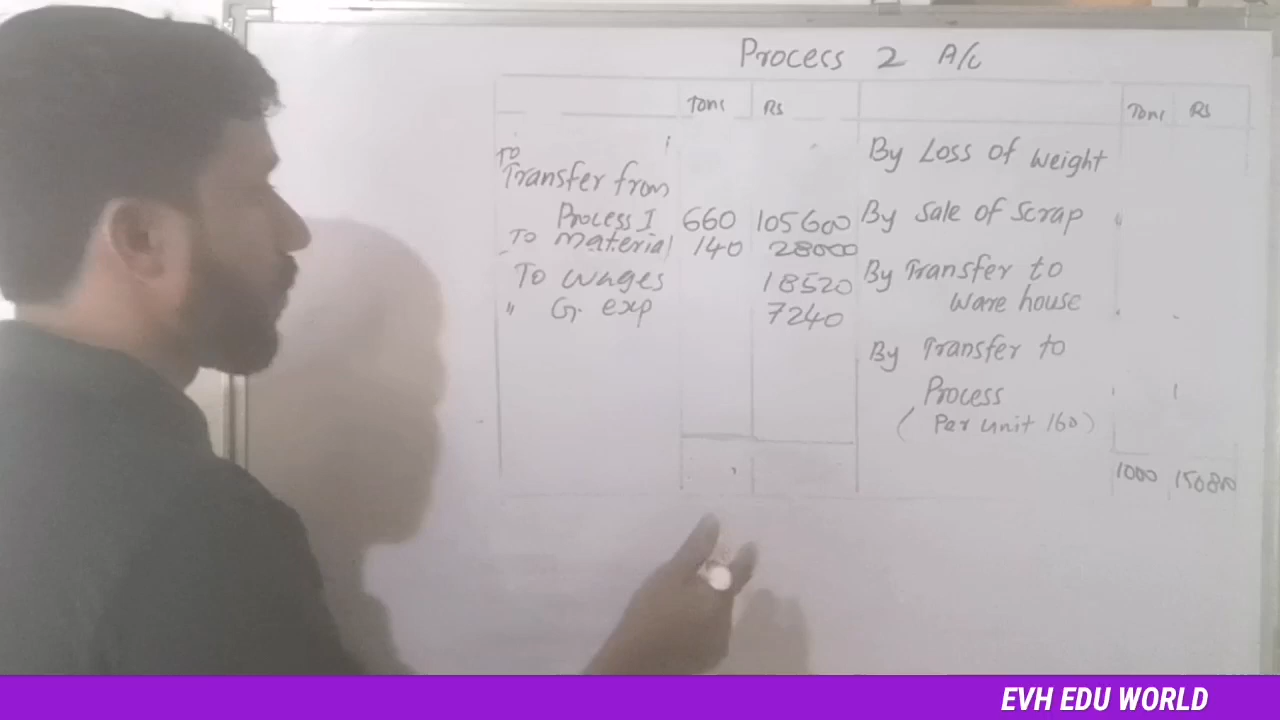 Process 2 A/c
Tons Rs Tons Rs
To
Transfer from
Process I 660 105600
To Material 140 28000
To Wages 18520
" G. exp 7240
By Loss of Weight
By Sale of Scrap
By Transfer to
Ware house
By Transfer to
Process
(Par unit 160)
1000 150800
EVH EDU WORLD